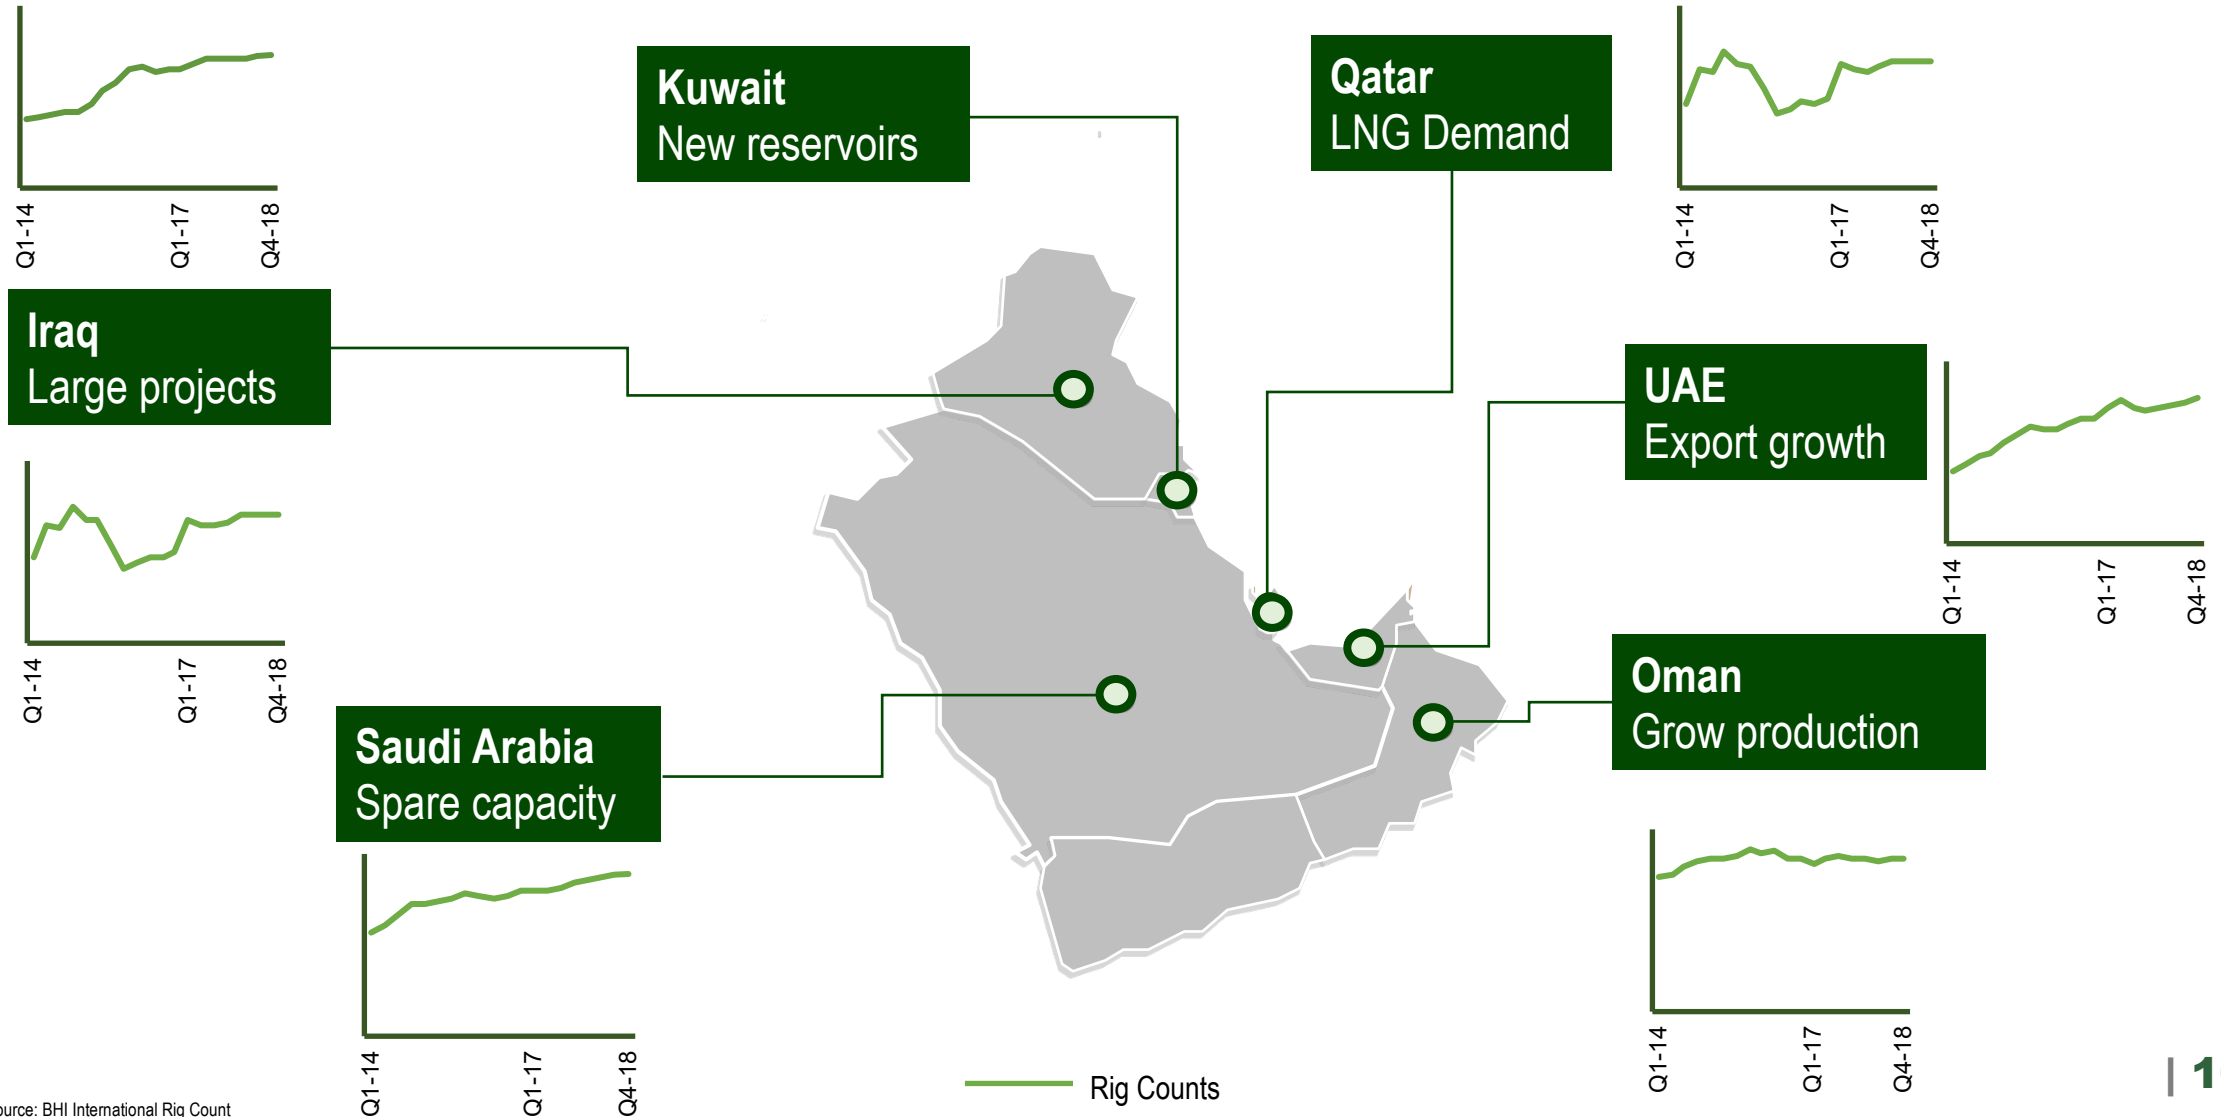 Q1-14
Q1-17
Q4-18
Kuwait
New reservoirs
Qatar
LNG Demand
Q1-14
Q1-17
Q4-18
Iraq
Large projects
UAE
Export growth
Q1-14
Q1-17
Q4-18
Q1-14
Q1-17
Q4-18
Oman
Grow production
Saudi Arabia
Spare capacity
Q1-14
Q1-17
Q4-18
Q1-14
Q1-17
Q4-18
Rig Counts
| 1
ource: BHI International Rig Count